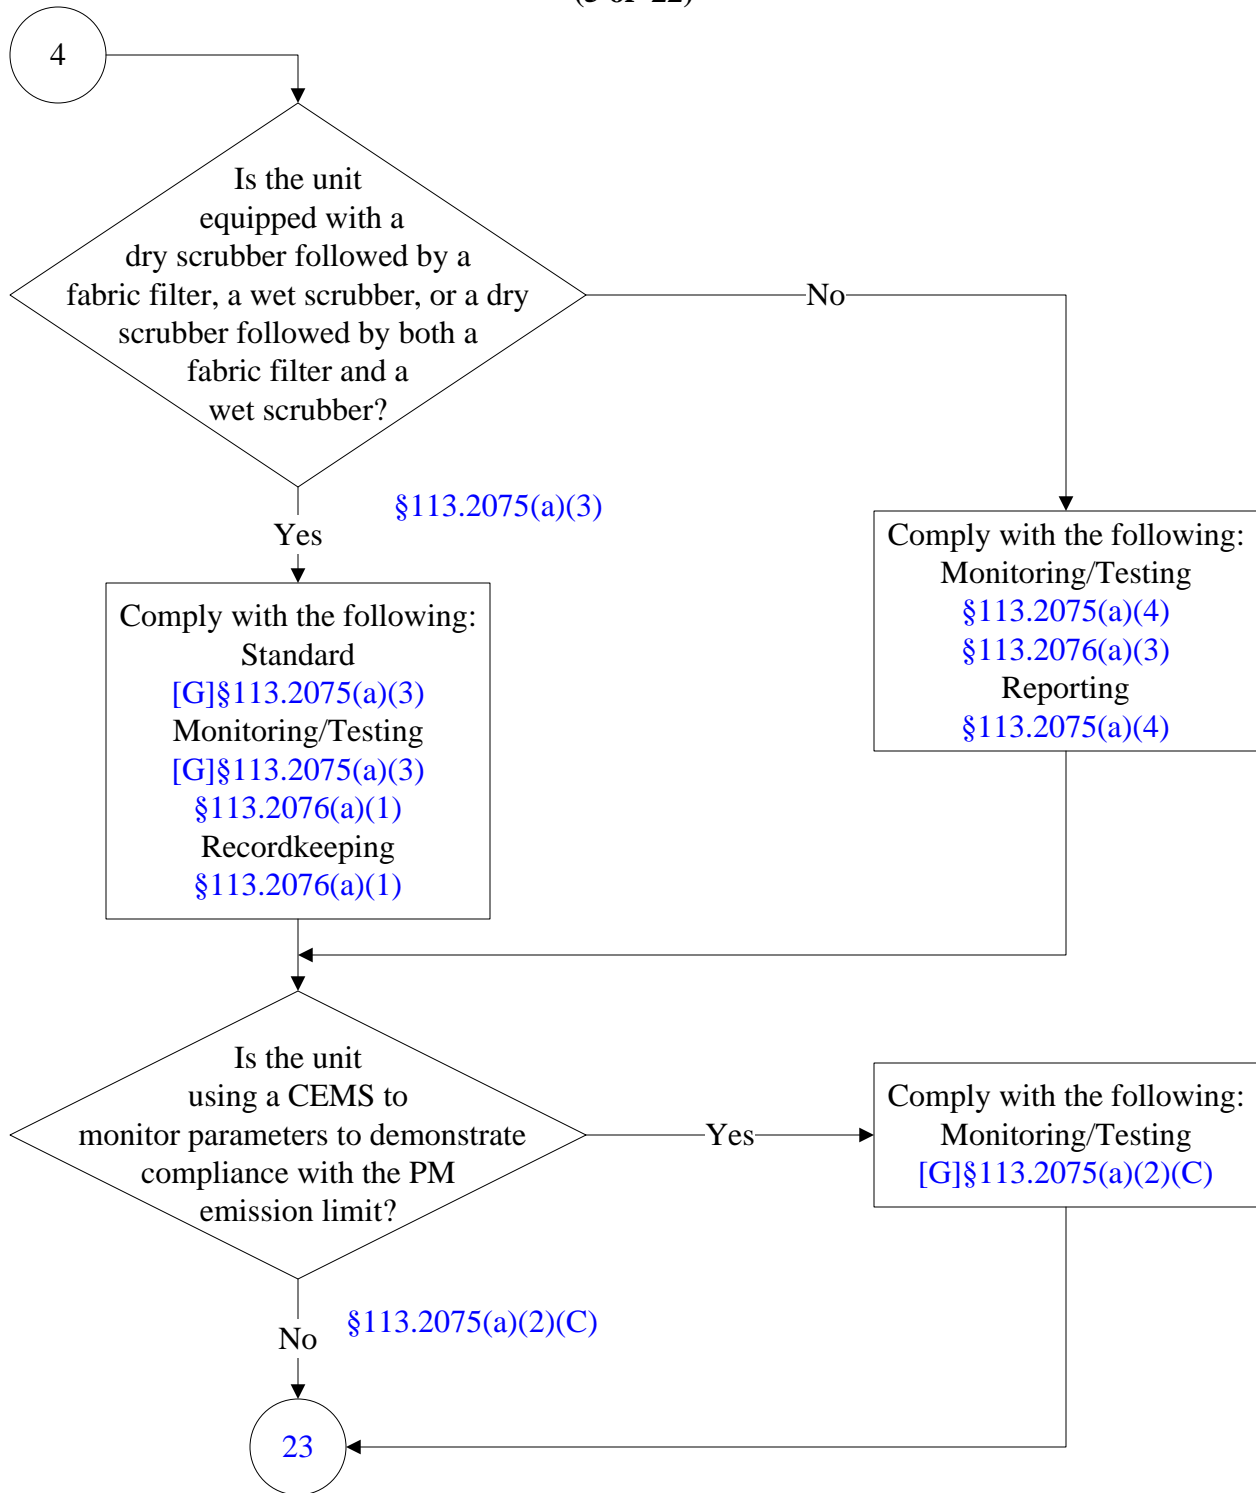 (5 of 22)
4
Is the unit
equipped with a
dry scrubber followed by a
fabric filter, a wet scrubber, or a dry
scrubber followed by both a
fabric filter and a
wet scrubber?
No
§113.2075(a)(3)
Yes
Comply with the following:
Standard
[G]§113.2075(a)(3)
Monitoring/Testing
[G]§113.2075(a)(3)
§113.2076(a)(1)
Recordkeeping
§113.2076(a)(1)
Comply with the following:
Monitoring/Testing
§113.2075(a)(4)
§113.2076(a)(3)
Reporting
§113.2075(a)(4)
Is the unit
using a CEMS to
monitor parameters to demonstrate
compliance with the PM
emission limit?
Yes
Comply with the following:
Monitoring/Testing
[G]§113.2075(a)(2)(C)
§113.2075(a)(2)(C)
No
23